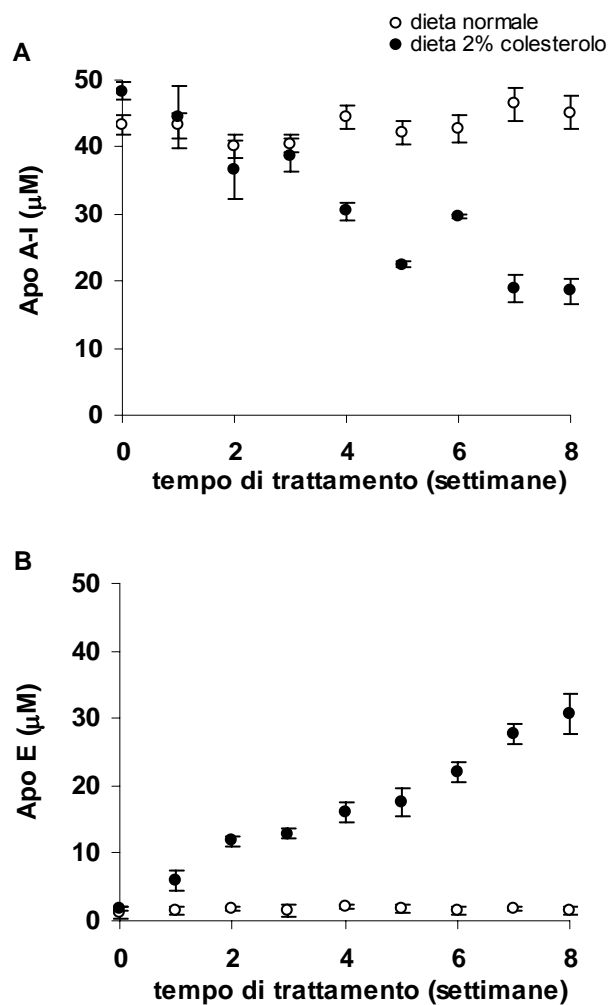 ○ dieta normale
● dieta 2% colesterolo
A
50
40
30
20
10
0
Apo A-I (μM)
0 2 4 6 8
tempo di trattamento (settimane)
B
50
40
30
20
10
0
Apo E (μM)
0 2 4 6 8
tempo di trattamento (settimane)